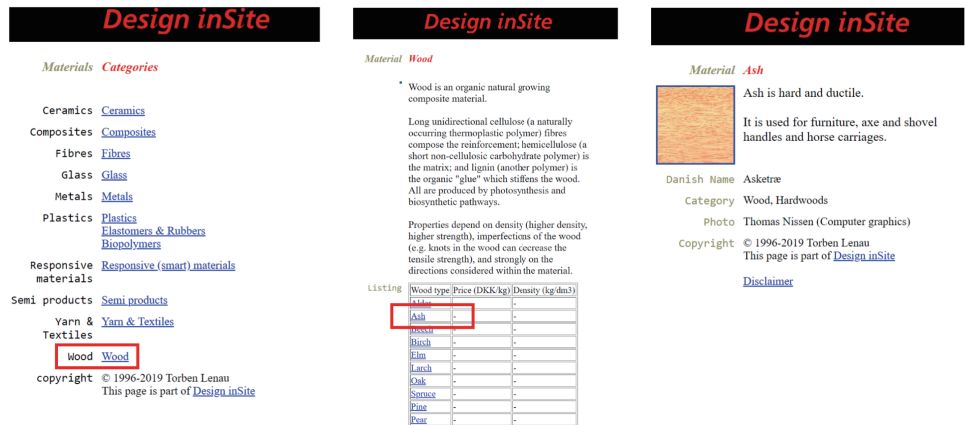 Design inSite
Materials Categories
Ceramics Ceramics
Composites Composites
Fibres Fibres
Glass Glass
Metals Metals
Plastics Plastics
Elastomers & Rubbers
Biopolymers
Responsive Responsive (smart) materials
materials
Semi products Semi products
Yarn & Yarn & Textiles
Textiles
Wood Wood
copyright © 1996-2019 Torben Lenau
This page is part of Design inSite
Design inSite
Material Wood
Wood is an organic natural growing
composite material.
Long unidirectional cellulose (a naturally
occurring thermoplastic polymer) fibres
compose the reinforcement; hemicellulose (a
short non-cellulosic carbohydrate polymer) is
the matrix; and lignin (another polymer) is
the organic "glue" which stiffens the wood.
All are produced by photosynthesis and
biosynthetic pathways.
Properties depend on density (higher density,
higher strength), imperfections of the wood
(e.g. knots in the wood can decrease the
tensile strength), and strongly on the
directions considered within the material.
Listing Wood type Price (DKK/kg) Density (kg/dm3)
Alder - -
Ash - -
Beech - -
Birch - -
Elm - -
Larch - -
Oak - -
Spruce - -
Pine - -
Pear - -
Design inSite
Material Ash
Ash is hard and ductile.
It is used for furniture, axe and shovel
handles and horse carriages.
Danish Name Asketræ
Category Wood, Hardwoods
Photo Thomas Nissen (Computer graphics)
Copyright © 1996-2019 Torben Lenau
This page is part of Design inSite
Disclaimer